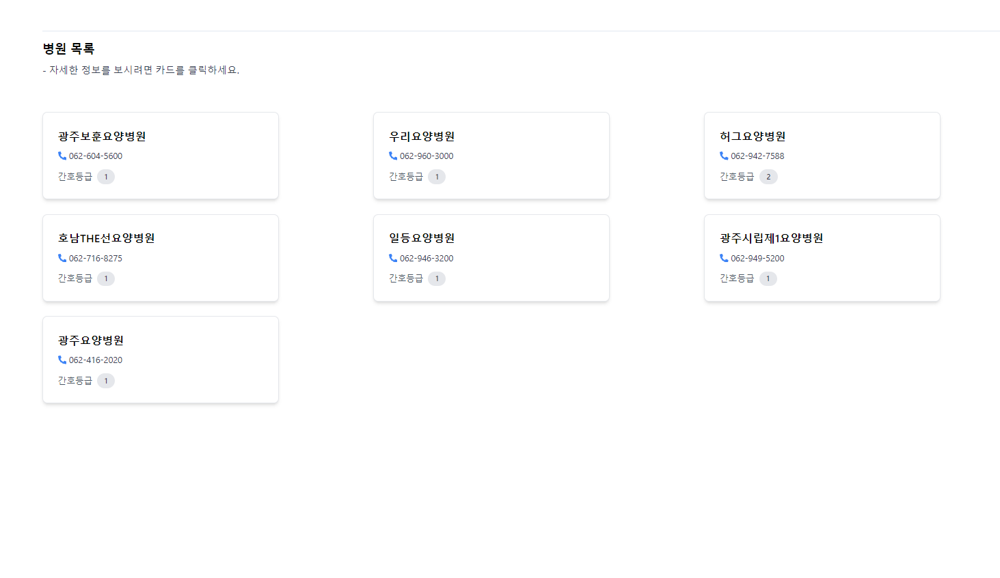 병원 목록
- 자세한 정보를 보시려면 카드를 클릭하세요.
광주보훈요양병원
062-604-5600
간호등급 1
우리요양병원
062-960-3000
간호등급 1
허그요양병원
062-942-7588
간호등급 2
호남THE선요양병원
062-716-8275
간호등급 1
일등요양병원
062-946-3200
간호등급 1
광주시립제1요양병원
062-949-5200
간호등급 1
광주요양병원
062-416-2020
간호등급 1